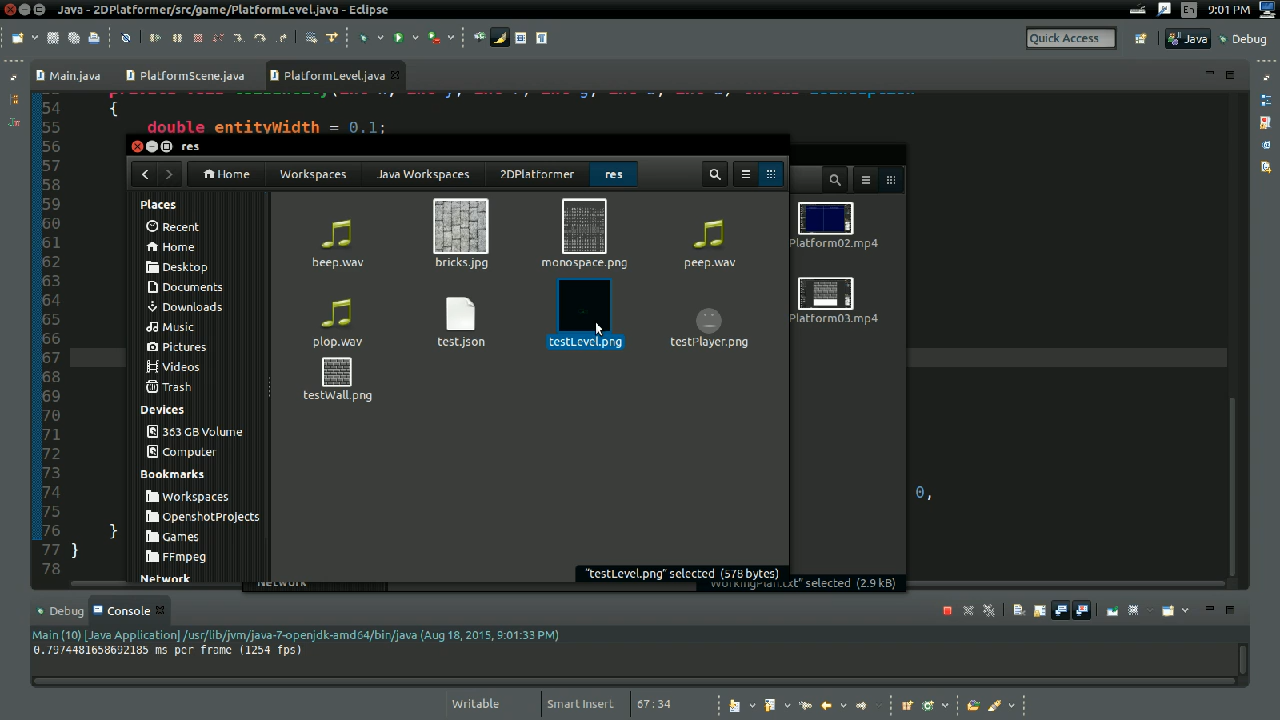 Java - 2DPlatformer/src/game/PlatformLevel.java - Eclipse
En
9:01 PM
Quick Access
Java
Debug
Main.java
PlatformScene.java
PlatformLevel.java
54 {
55 double entityWidth = 0.1;
56
57
58
59
60
61
62
63
64
65
66
67
68
69
70
71
72
73
74 0,
75
76 }
77 }
78
res
Home
Workspaces
Java Workspaces
2DPlatformer
res
Places
Recent
Home
Desktop
Documents
Downloads
Music
Pictures
Videos
Trash
Devices
363 GB Volume
Computer
Bookmarks
Workspaces
OpenshotProjects
Games
FFmpeg
Network
beep.wav
bricks.jpg
monospace.png
peep.wav
plop.wav
test.json
testLevel.png
testPlayer.png
testWall.png
"testLevel.png" selected (578 bytes)
Platform02.mp4
Platform03.mp4
Network
WorkingPlan.txt" selected (2.9 kB)
Debug
Console
Main (10) [Java Application] /usr/lib/jvm/java-7-openjdk-amd64/bin/java (Aug 18, 2015, 9:01:33 PM)
0.7974481658692185 ms per frame (1254 fps)
Writable
Smart Insert
67 : 34